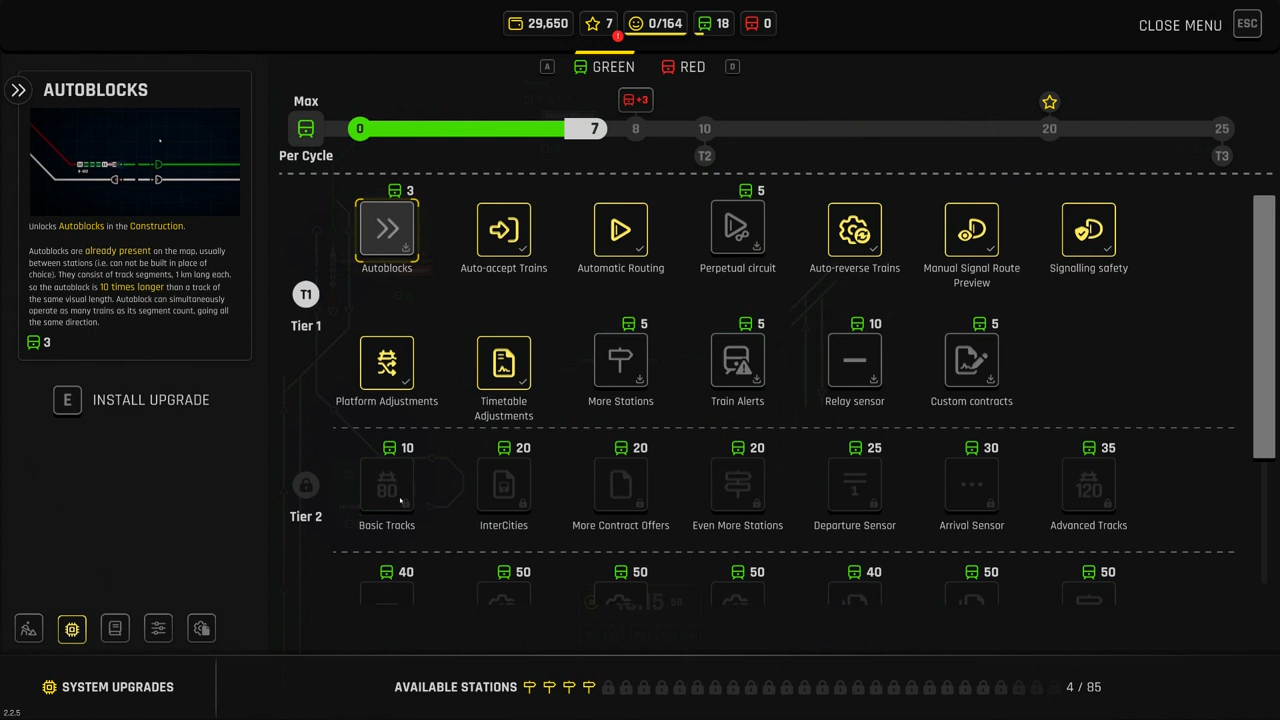 29,650
7
0/164
18
0
CLOSE MENU ESC
A GREEN RED D
AUTOBLOCKS
Unlocks Autoblocks in the Construction.
Autoblocks are already present on the map, usually
between stations (i.e. can not be built in place of
choice). They consist of track segments, 1 km long each.
so the autoblock is 10 times longer than a track of
the same visual length. Autoblock can simultaneously
operate as many trains as its segment count, going all
the same direction.
3
E INSTALL UPGRADE
Max
Per Cycle
+3
0 7 8 10 20 25
T2 T3
3 5
Autoblocks Auto-accept Trains Automatic Routing Perpetual circuit Auto-reverse Trains Manual Signal Route Signalling safety
Preview
T1
Tier 1
5 5 10 5
Platform Adjustments Timetable More Stations Train Alerts Relay sensor Custom contracts
Adjustments
10 20 20 20 25 30 35
80 1 120
Tier 2
Basic Tracks InterCities More Contract Offers Even More Stations Departure Sensor Arrival Sensor Advanced Tracks
40 50 50 50 40 50 50
SYSTEM UPGRADES
AVAILABLE STATIONS 4 / 85
2.2.5